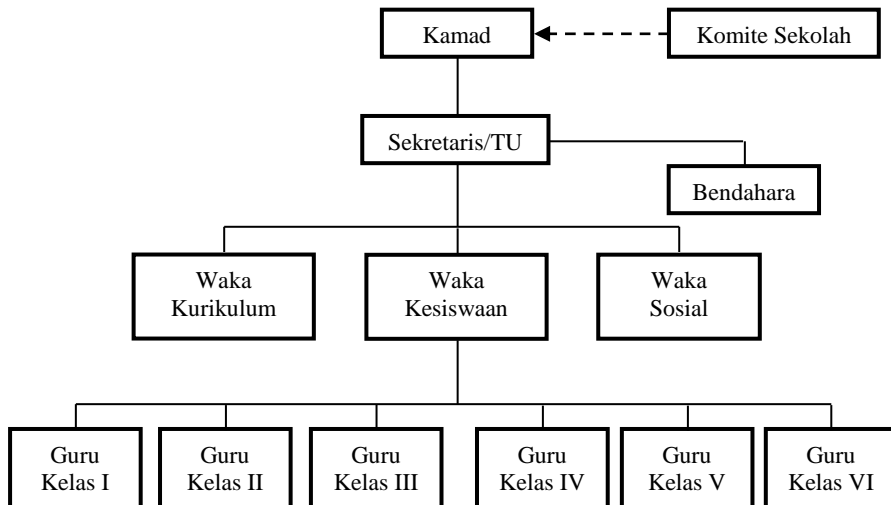 Kamad
Komite Sekolah
Sekretaris/TU
Bendahara
Waka
Kurikulum
Waka
Kesiswaan
Waka
Sosial
Guru
Kelas I
Guru
Kelas II
Guru
Kelas III
Guru
Kelas IV
Guru
Kelas V
Guru
Kelas VI